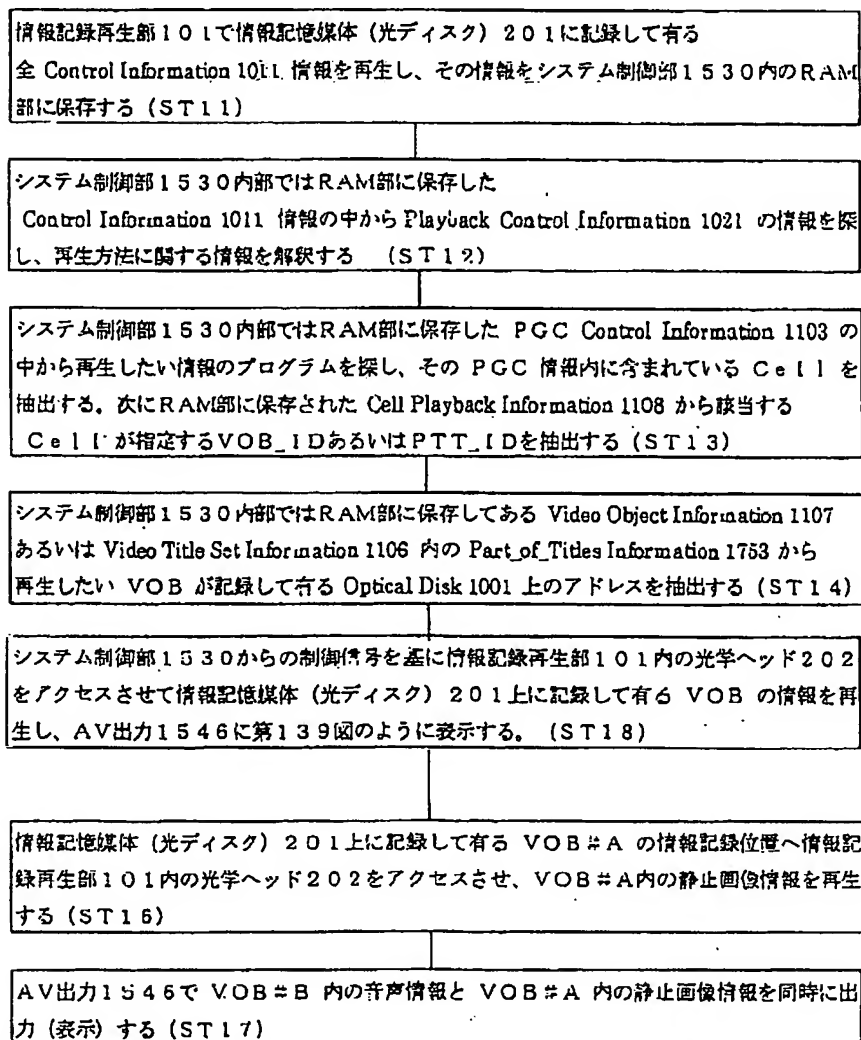 情報記録再生部101で情報記憶媒体(光ディスク)201に記録して有る
全 Control Information 1011 情報を再生し、その情報をシステム制御部1530内のRAM
部に保存する(ST11)
システム制御部1530内部ではRAM部に保存した
Control Information 1011 情報の中から Playback Control Information 1021 の情報を探
し、再生方法に関する情報を解釈する (ST12)
システム制御部1530内部ではRAM部に保存した PGC Control Information 1103 の
中から再生したい情報のプログラムを探し、その PGC 情報内に含まれている Cell を
抽出する。次にRAM部に保存された Cell Playback Information 1108 から該当する
Cell が指定するVOB_IDあるいはPTT_IDを抽出する(ST13)
システム制御部1530内部ではRAM部に保存してある Video Object Information 1107
あるいは Video Title Set Information 1106 内の Part_of_Titles Information 1753 から
再生したい VOB が記録して有る Optical Disk 1001 上のアドレスを抽出する(ST14)
システム制御部1530からの制御信号を基に情報記録再生部101内の光学ヘッド202
をアクセスさせて情報記憶媒体(光ディスク)201上に記録して有る VOB の情報を再
生し、AV出力1546に第139図のように表示する。(ST18)
情報記憶媒体(光ディスク)201上に記録して有る VOB#A の情報記録位置へ情報記
録再生部101内の光学ヘッド202をアクセスさせ、VOB#A内の静止画像情報を再生
する(ST16)
AV出力1546で VOB#B 内の音声情報と VOB#A 内の静止画像情報を同時に出
力(表示)する(ST17)